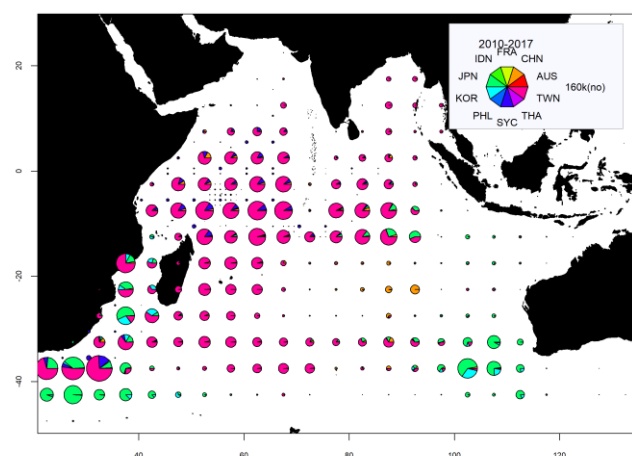 2010-2017
FRA
IDN CHN
JPN AUS
KOR TWN
PHL THA
SYC
160k(no)
20
0
-20
-40
40 60 80 100 120